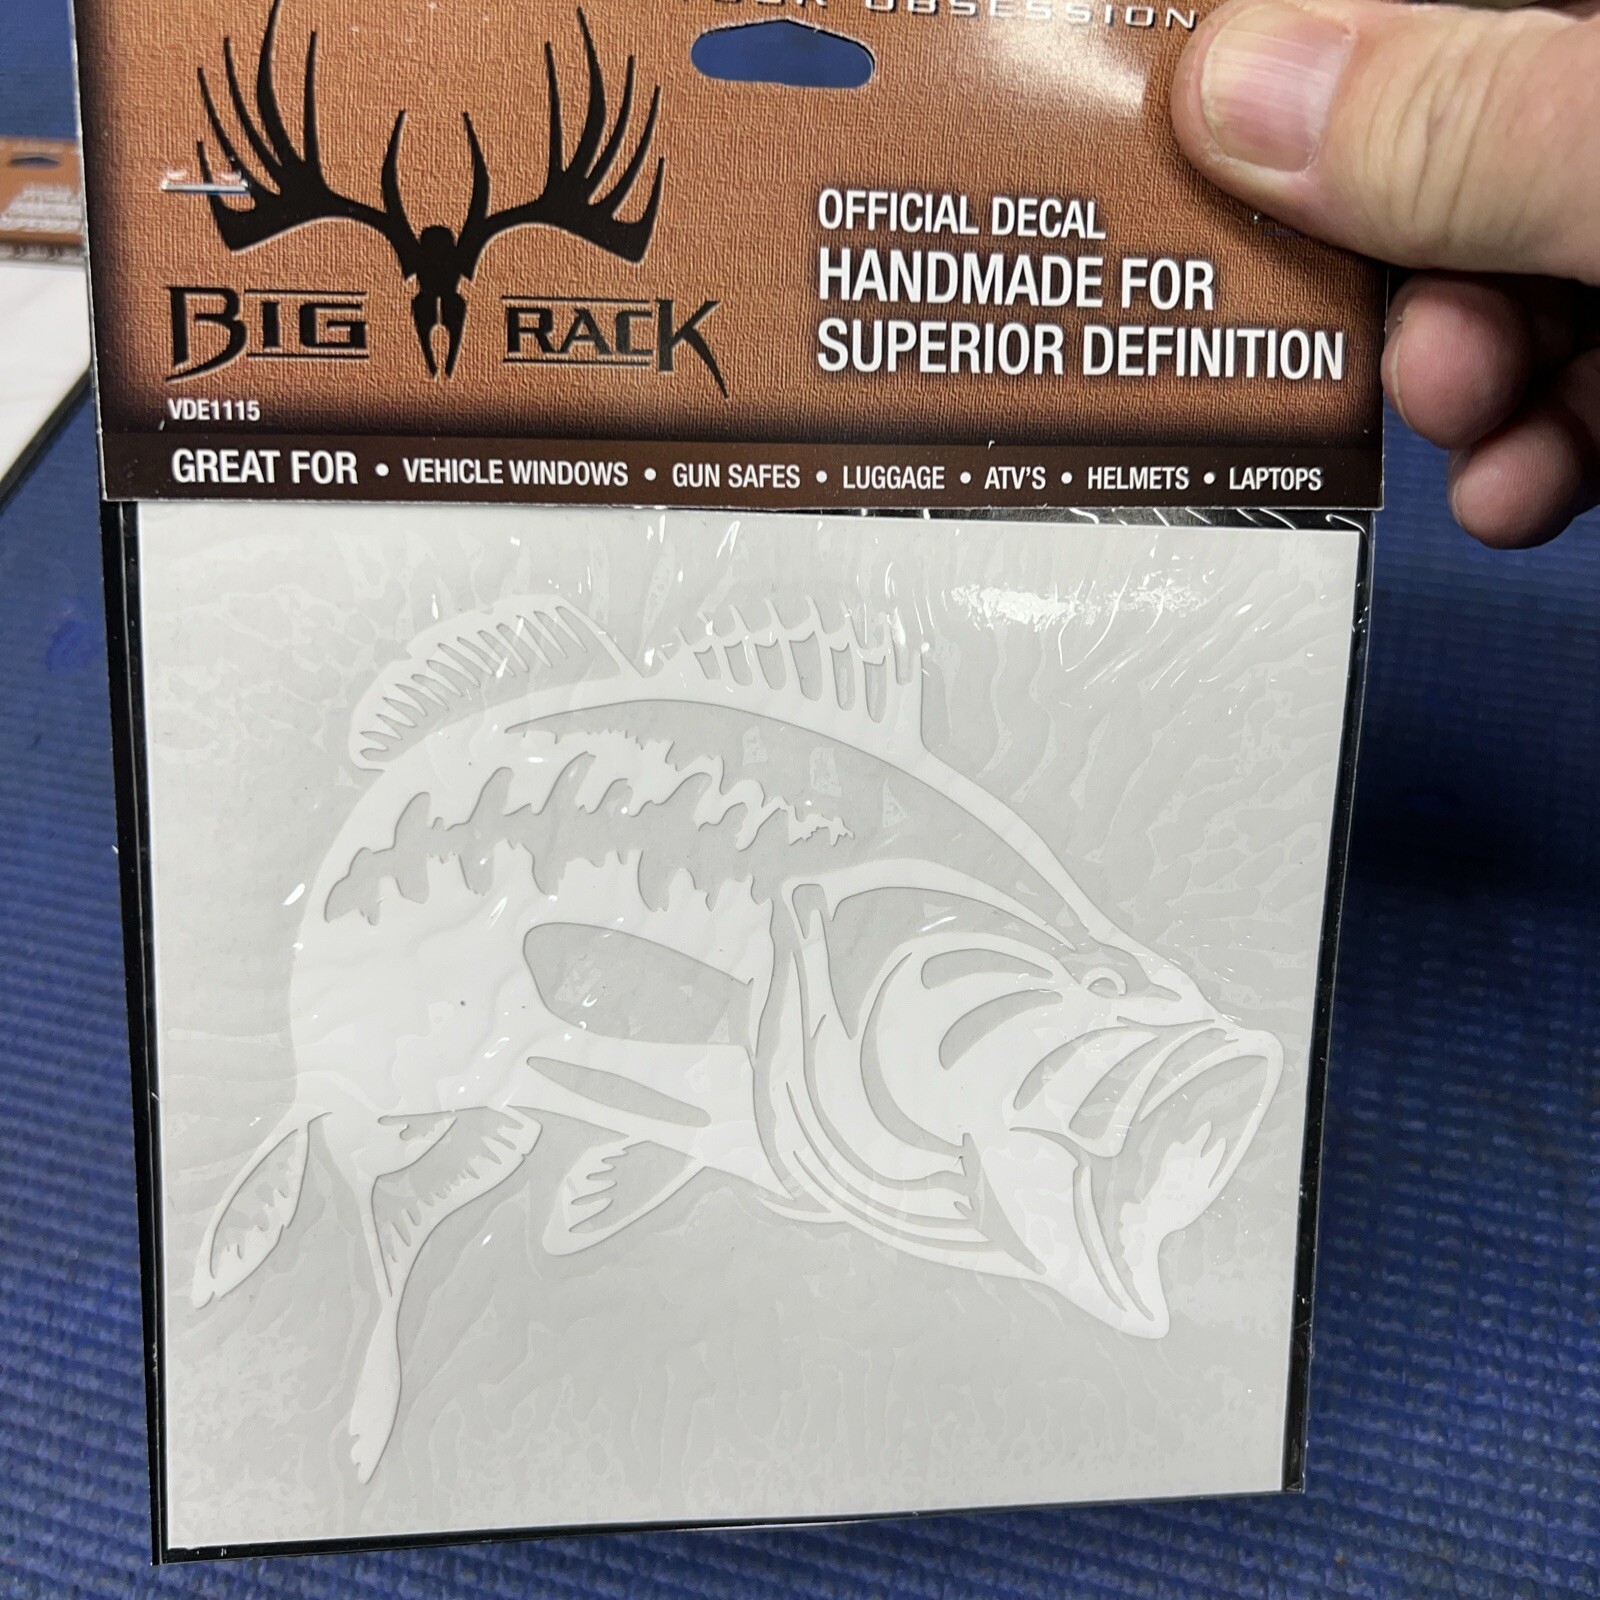 OBSESSION
BIG RACK
OFFICIAL DECAL
HANDMADE FOR
SUPERIOR DEFINITION
VDE1115
GREAT FOR • VEHICLE WINDOWS • GUN SAFES • LUGGAGE • ATV'S • HELMETS • LAPTOPS